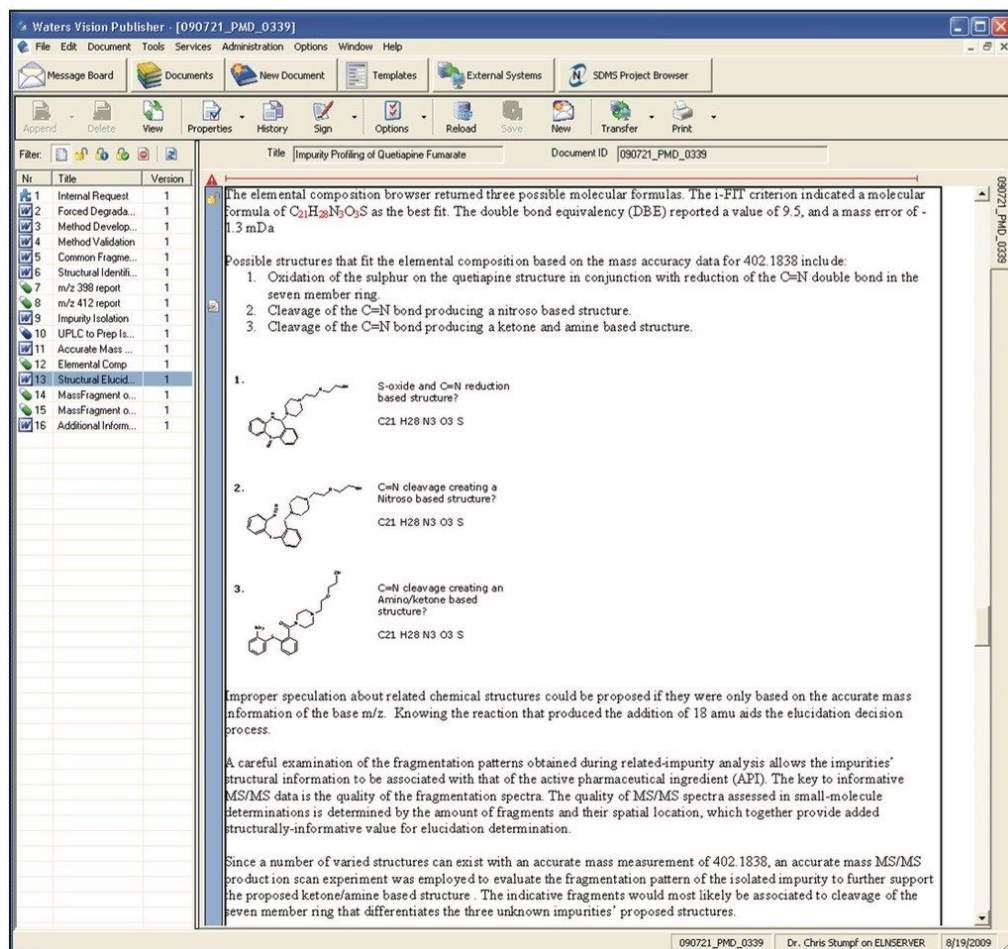 Waters Vision Publisher - [090721_PMD_0339]
File Edit Document Tools Services Administration Options Window Help
Message Board Documents New Document Templates External Systems SDMS Project Browser
Append Delete View Properties History Sign Options Reload Save New Transfer Print
Filter: Title Impurity Profiling of Quetiapine Fumarate Document ID 090721_PMD_0339
Nr Title Version
1 Internal Request 1
2 Forced Degrada... 1
3 Method Develop... 1
4 Method Validation 1
5 Common Fragme... 1
6 Structural Identifi... 1
7 m/z 398 report 1
8 m/z 412 report 1
9 Impurity Isolation 1
10 UPLC to Prep Is... 1
11 Accurate Mass ... 1
12 Elemental Comp 1
13 Structural Elucid... 1
14 MassFragment o... 1
15 MassFragment o... 1
16 Additional Inform... 1
090721_PMD_0339
The elemental composition browser returned three possible molecular formulas. The i-FIT criterion indicated a molecular
formula of C21H28N3O3S as the best fit. The double bond equivalency (DBE) reported a value of 9.5, and a mass error of -
1.3 mDa
Possible structures that fit the elemental composition based on the mass accuracy data for 402.1838 include:
1. Oxidation of the sulphur on the quetiapine structure in conjunction with reduction of the C=N double bond in the
seven member ring.
2. Cleavage of the C=N bond producing a nitroso based structure.
3. Cleavage of the C=N bond producing a ketone and amine based structure.
1.
S-oxide and C=N reduction
based structure?
C21 H28 N3 O3 S
2.
C=N cleavage creating a
Nitroso based structure?
C21 H28 N3 O3 S
3.
C=N cleavage creating an
Amino/ketone based
structure?
C21 H28 N3 O3 S
Improper speculation about related chemical structures could be proposed if they were only based on the accurate mass
information of the base m/z. Knowing the reaction that produced the addition of 18 amu aids the elucidation decision
process.
A careful examination of the fragmentation patterns obtained during related-impurity analysis allows the impurities'
structural information to be associated with that of the active pharmaceutical ingredient (API). The key to informative
MS/MS data is the quality of the fragmentation spectra. The quality of MS/MS spectra assessed in small-molecule
determinations is determined by the amount of fragments and their spatial location, which together provide added
structurally-informative value for elucidation determination.
Since a number of varied structures can exist with an accurate mass measurement of 402.1838, an accurate mass MS/MS
product ion scan experiment was employed to evaluate the fragmentation pattern of the isolated impurity to further support
the proposed ketone/amine based structure . The indicative fragments would most likely be associated to cleavage of the
seven member ring that differentiates the three unknown impurities' proposed structures.
090721_PMD_0339 Dr. Chris Stumpf on ELNSERVER 8/19/2009